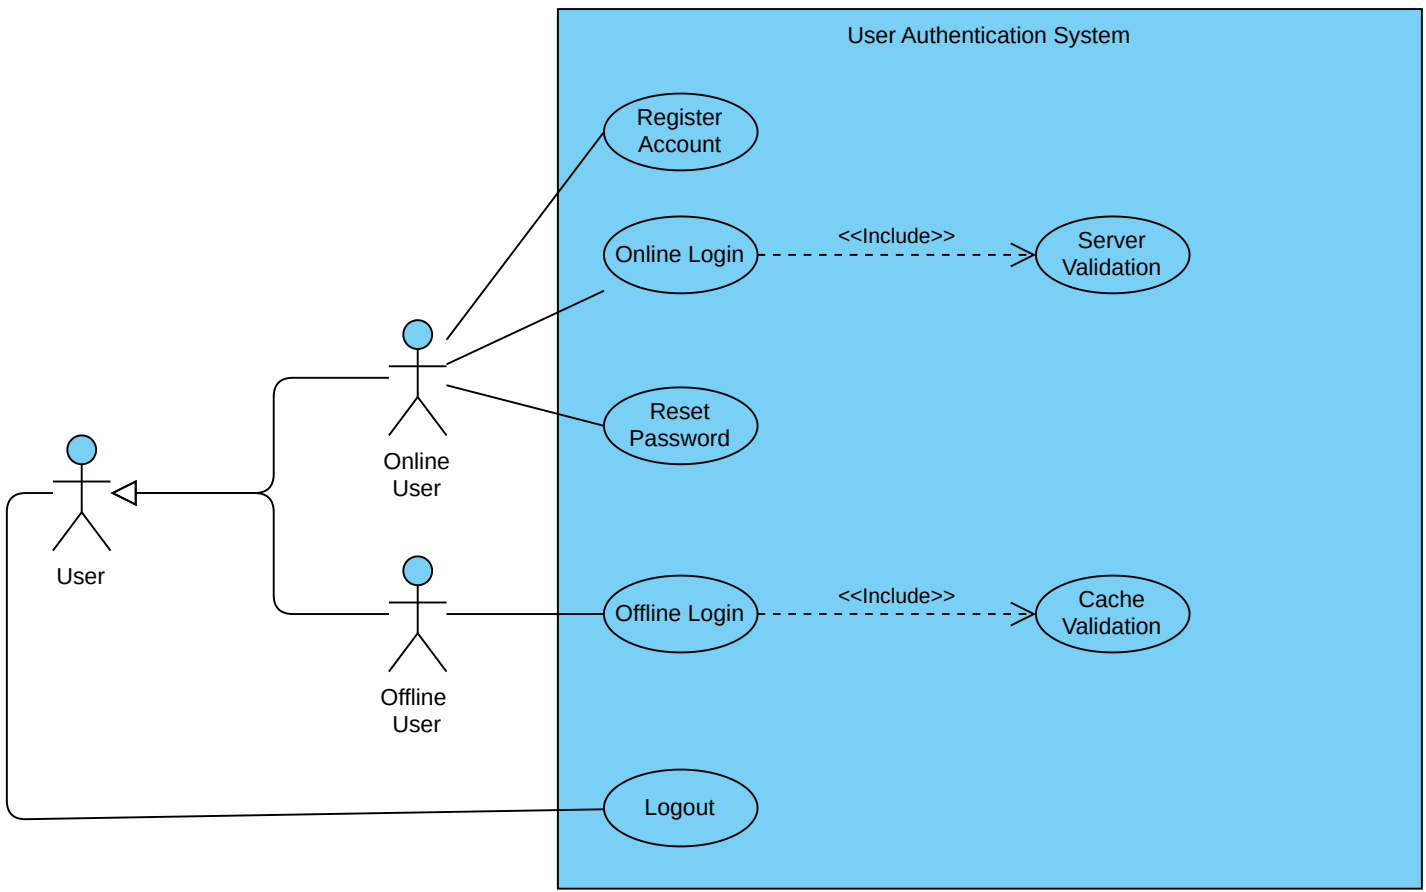 User Authentication System
Register
Account
Online Login
<<Include>>
Server
Validation
Online
User
Reset
Password
User
Offline
User
Offline Login
<<Include>>
Cache
Validation
Logout